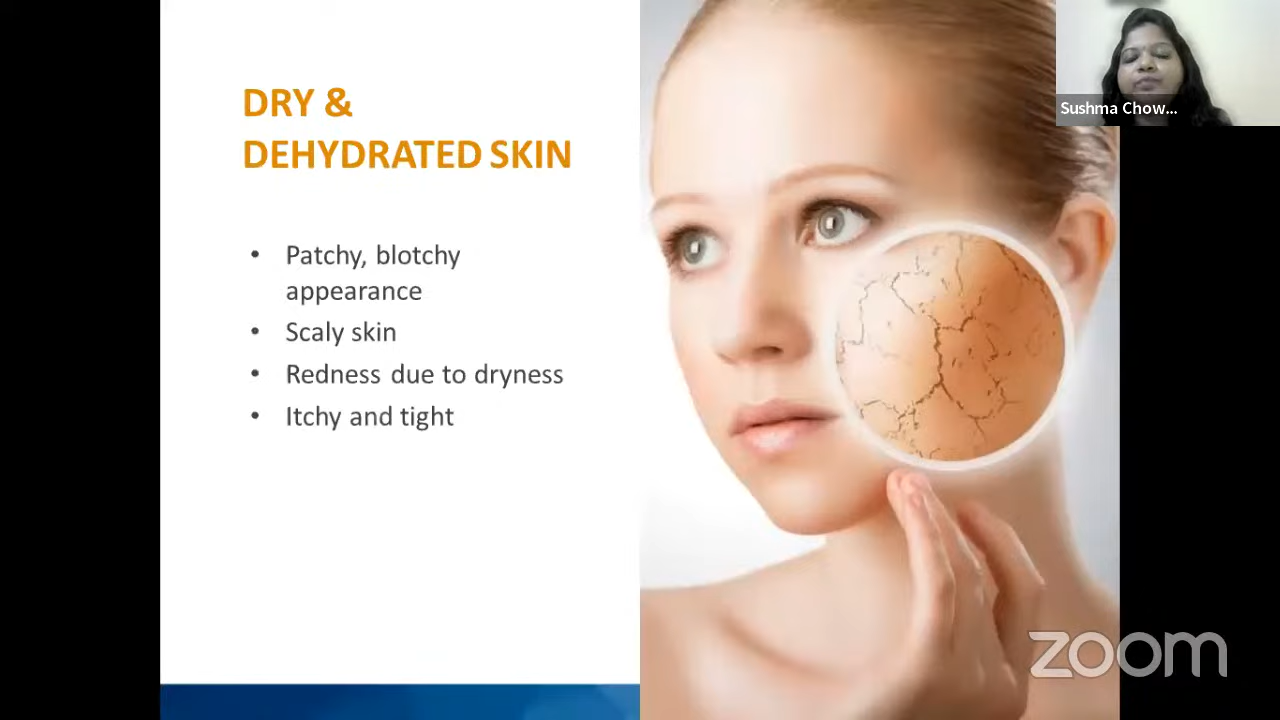 DRY &
DEHYDRATED SKIN
• Patchy, blotchy
appearance
• Scaly skin
• Redness due to dryness
• Itchy and tight
Sushma Chow...
zoom